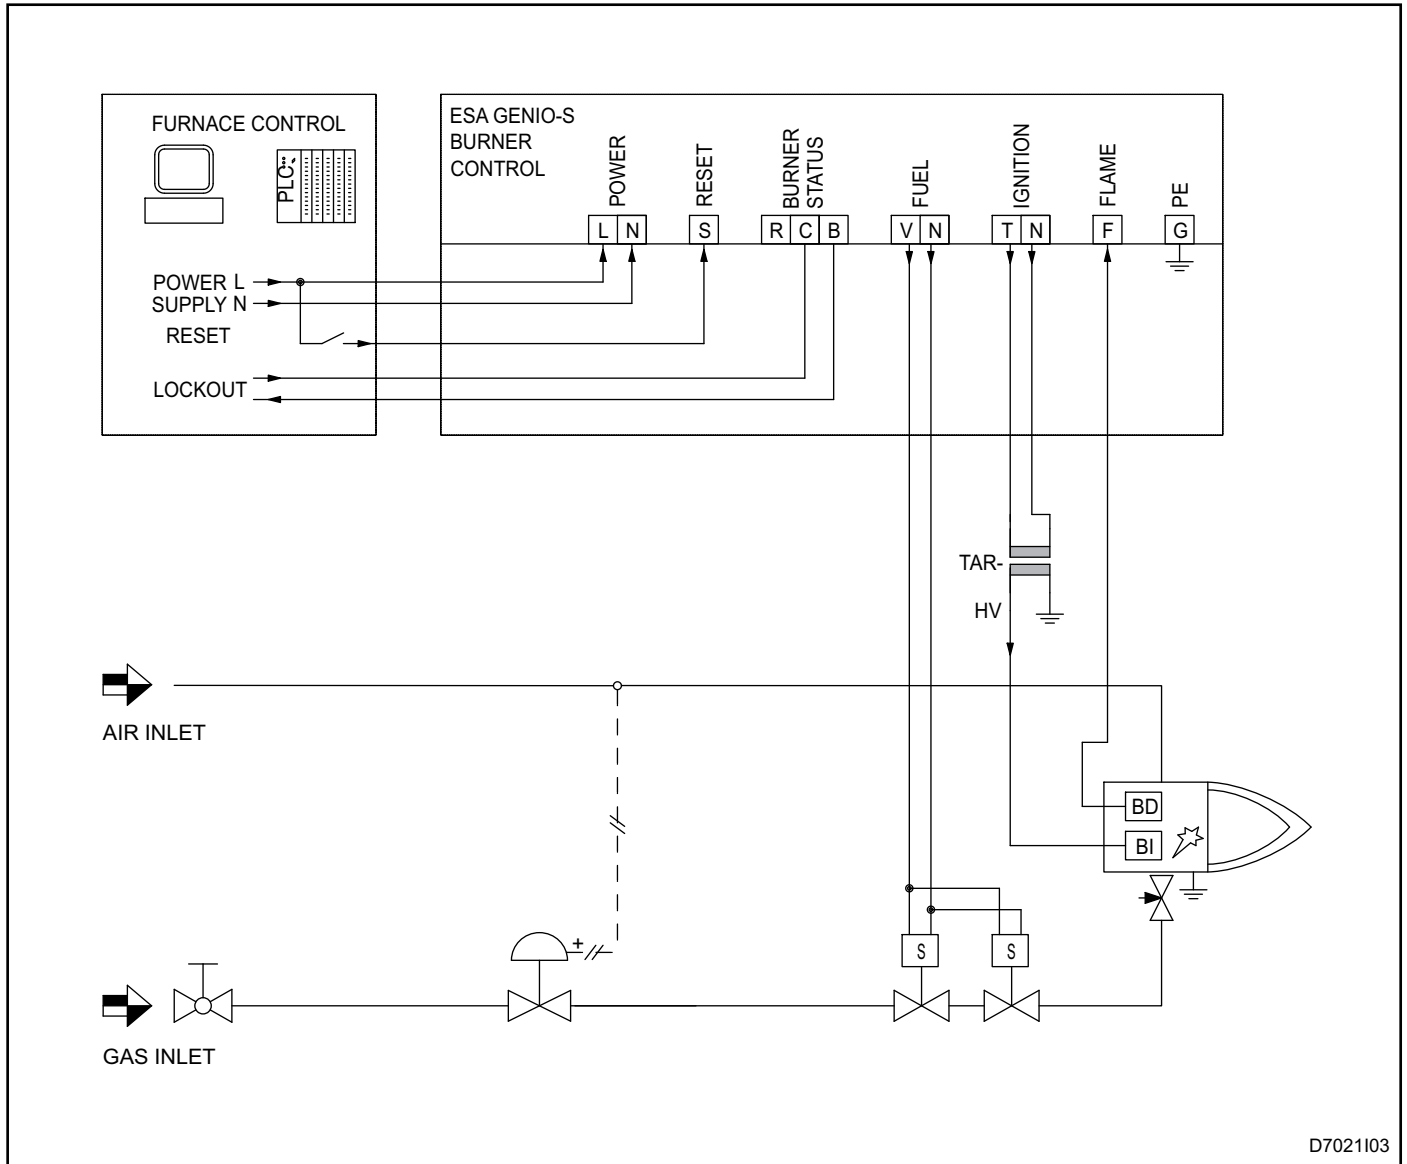 FURNACE CONTROL
PLC
POWER L
SUPPLY N
RESET
LOCKOUT
ESA GENIO-S
BURNER
CONTROL
POWER
RESET
BURNER
STATUS
FUEL
IGNITION
FLAME
PE
L N
S
R C B
V N
T N
F
G
TAR-
HV
AIR INLET
BD
BI
+
S
S
GAS INLET
D7021I03